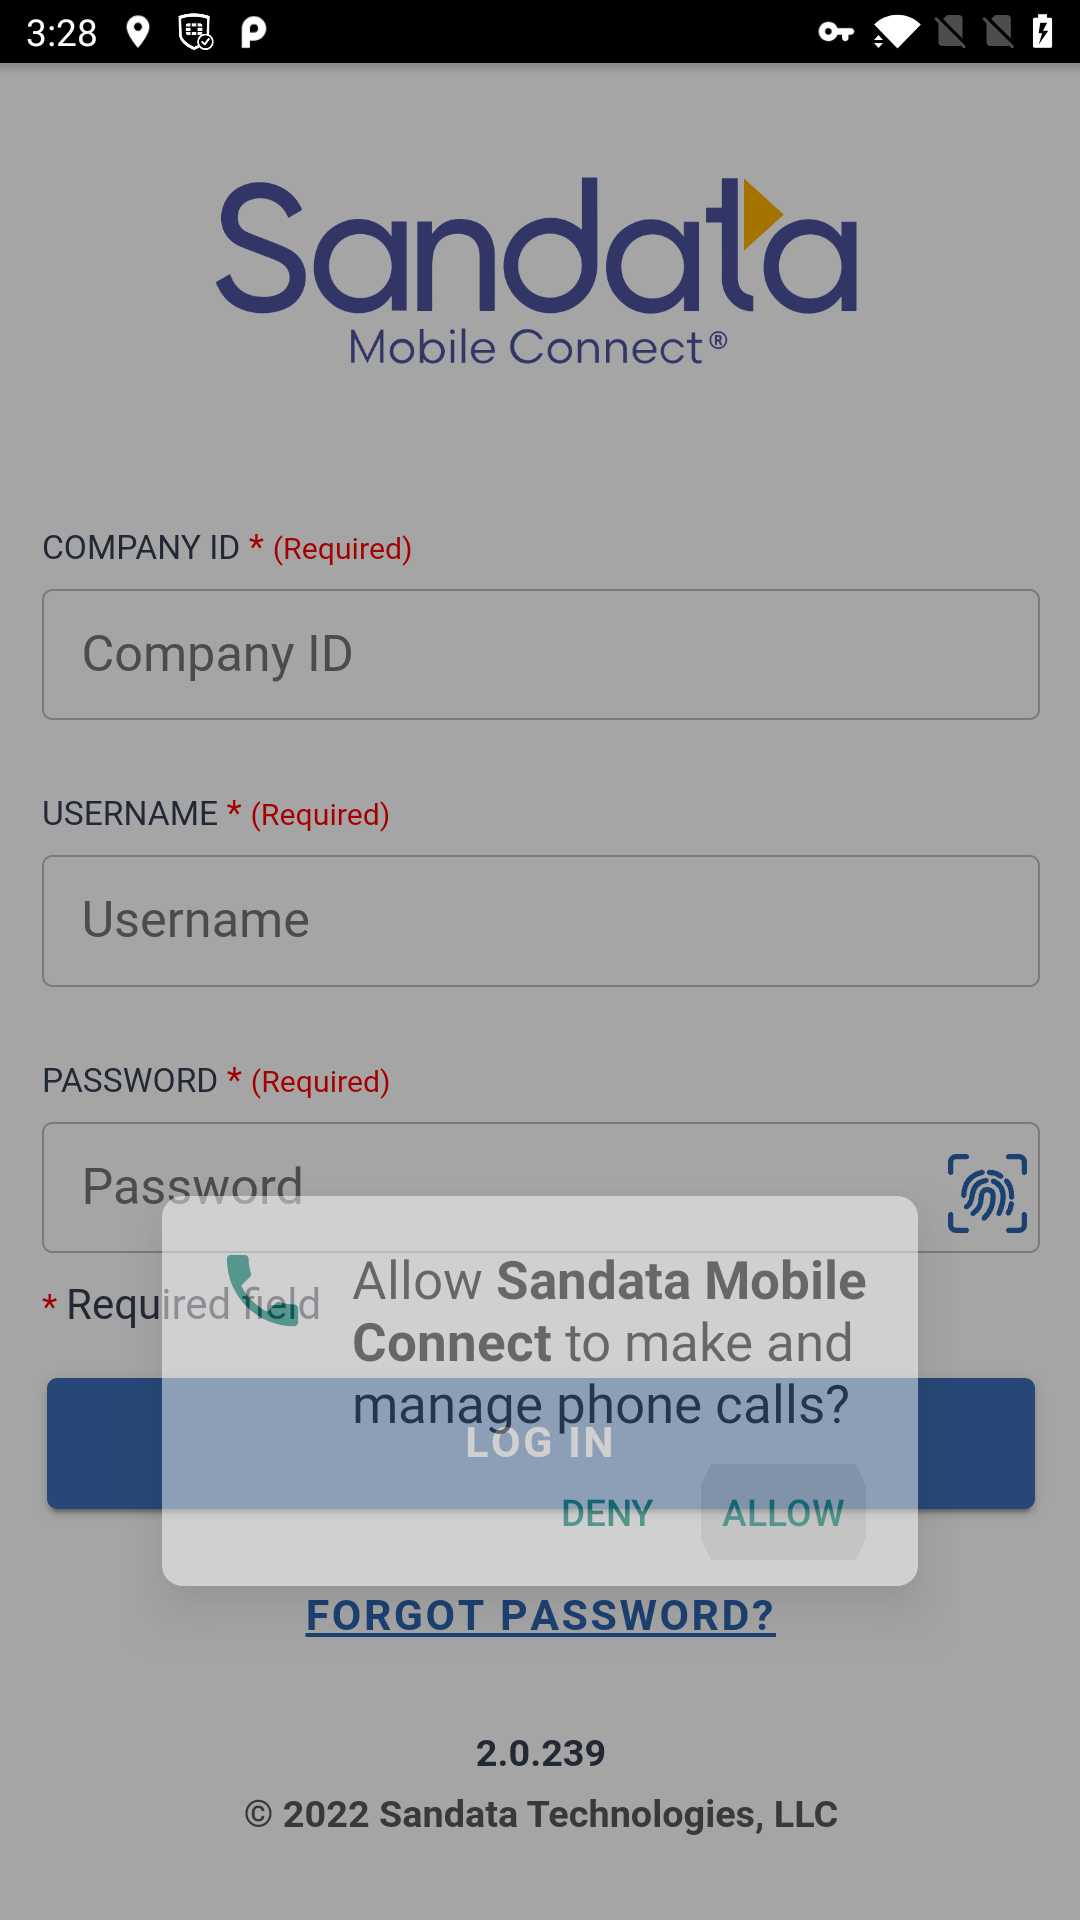 3:28
Sandata
Mobile Connect®
COMPANY ID * (Required)
Company ID
USERNAME * (Required)
Username
PASSWORD * (Required)
Password
* Required field
Allow Sandata Mobile
Connect to make and
manage phone calls?
LOG IN
DENY ALLOW
FORGOT PASSWORD?
2.0.239
© 2022 Sandata Technologies, LLC